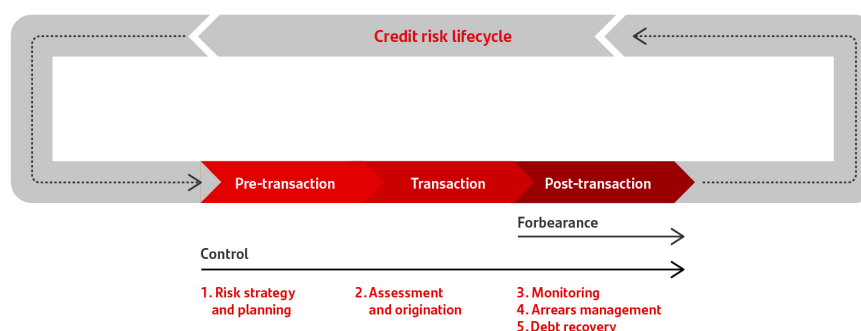 Credit risk lifecycle
Pre-transaction
Transaction
Post-transaction
Forbearance
Control
1. Risk strategy
and planning
2. Assessment
and origination
3. Monitoring
4. Arrears management
5. Debt recovery